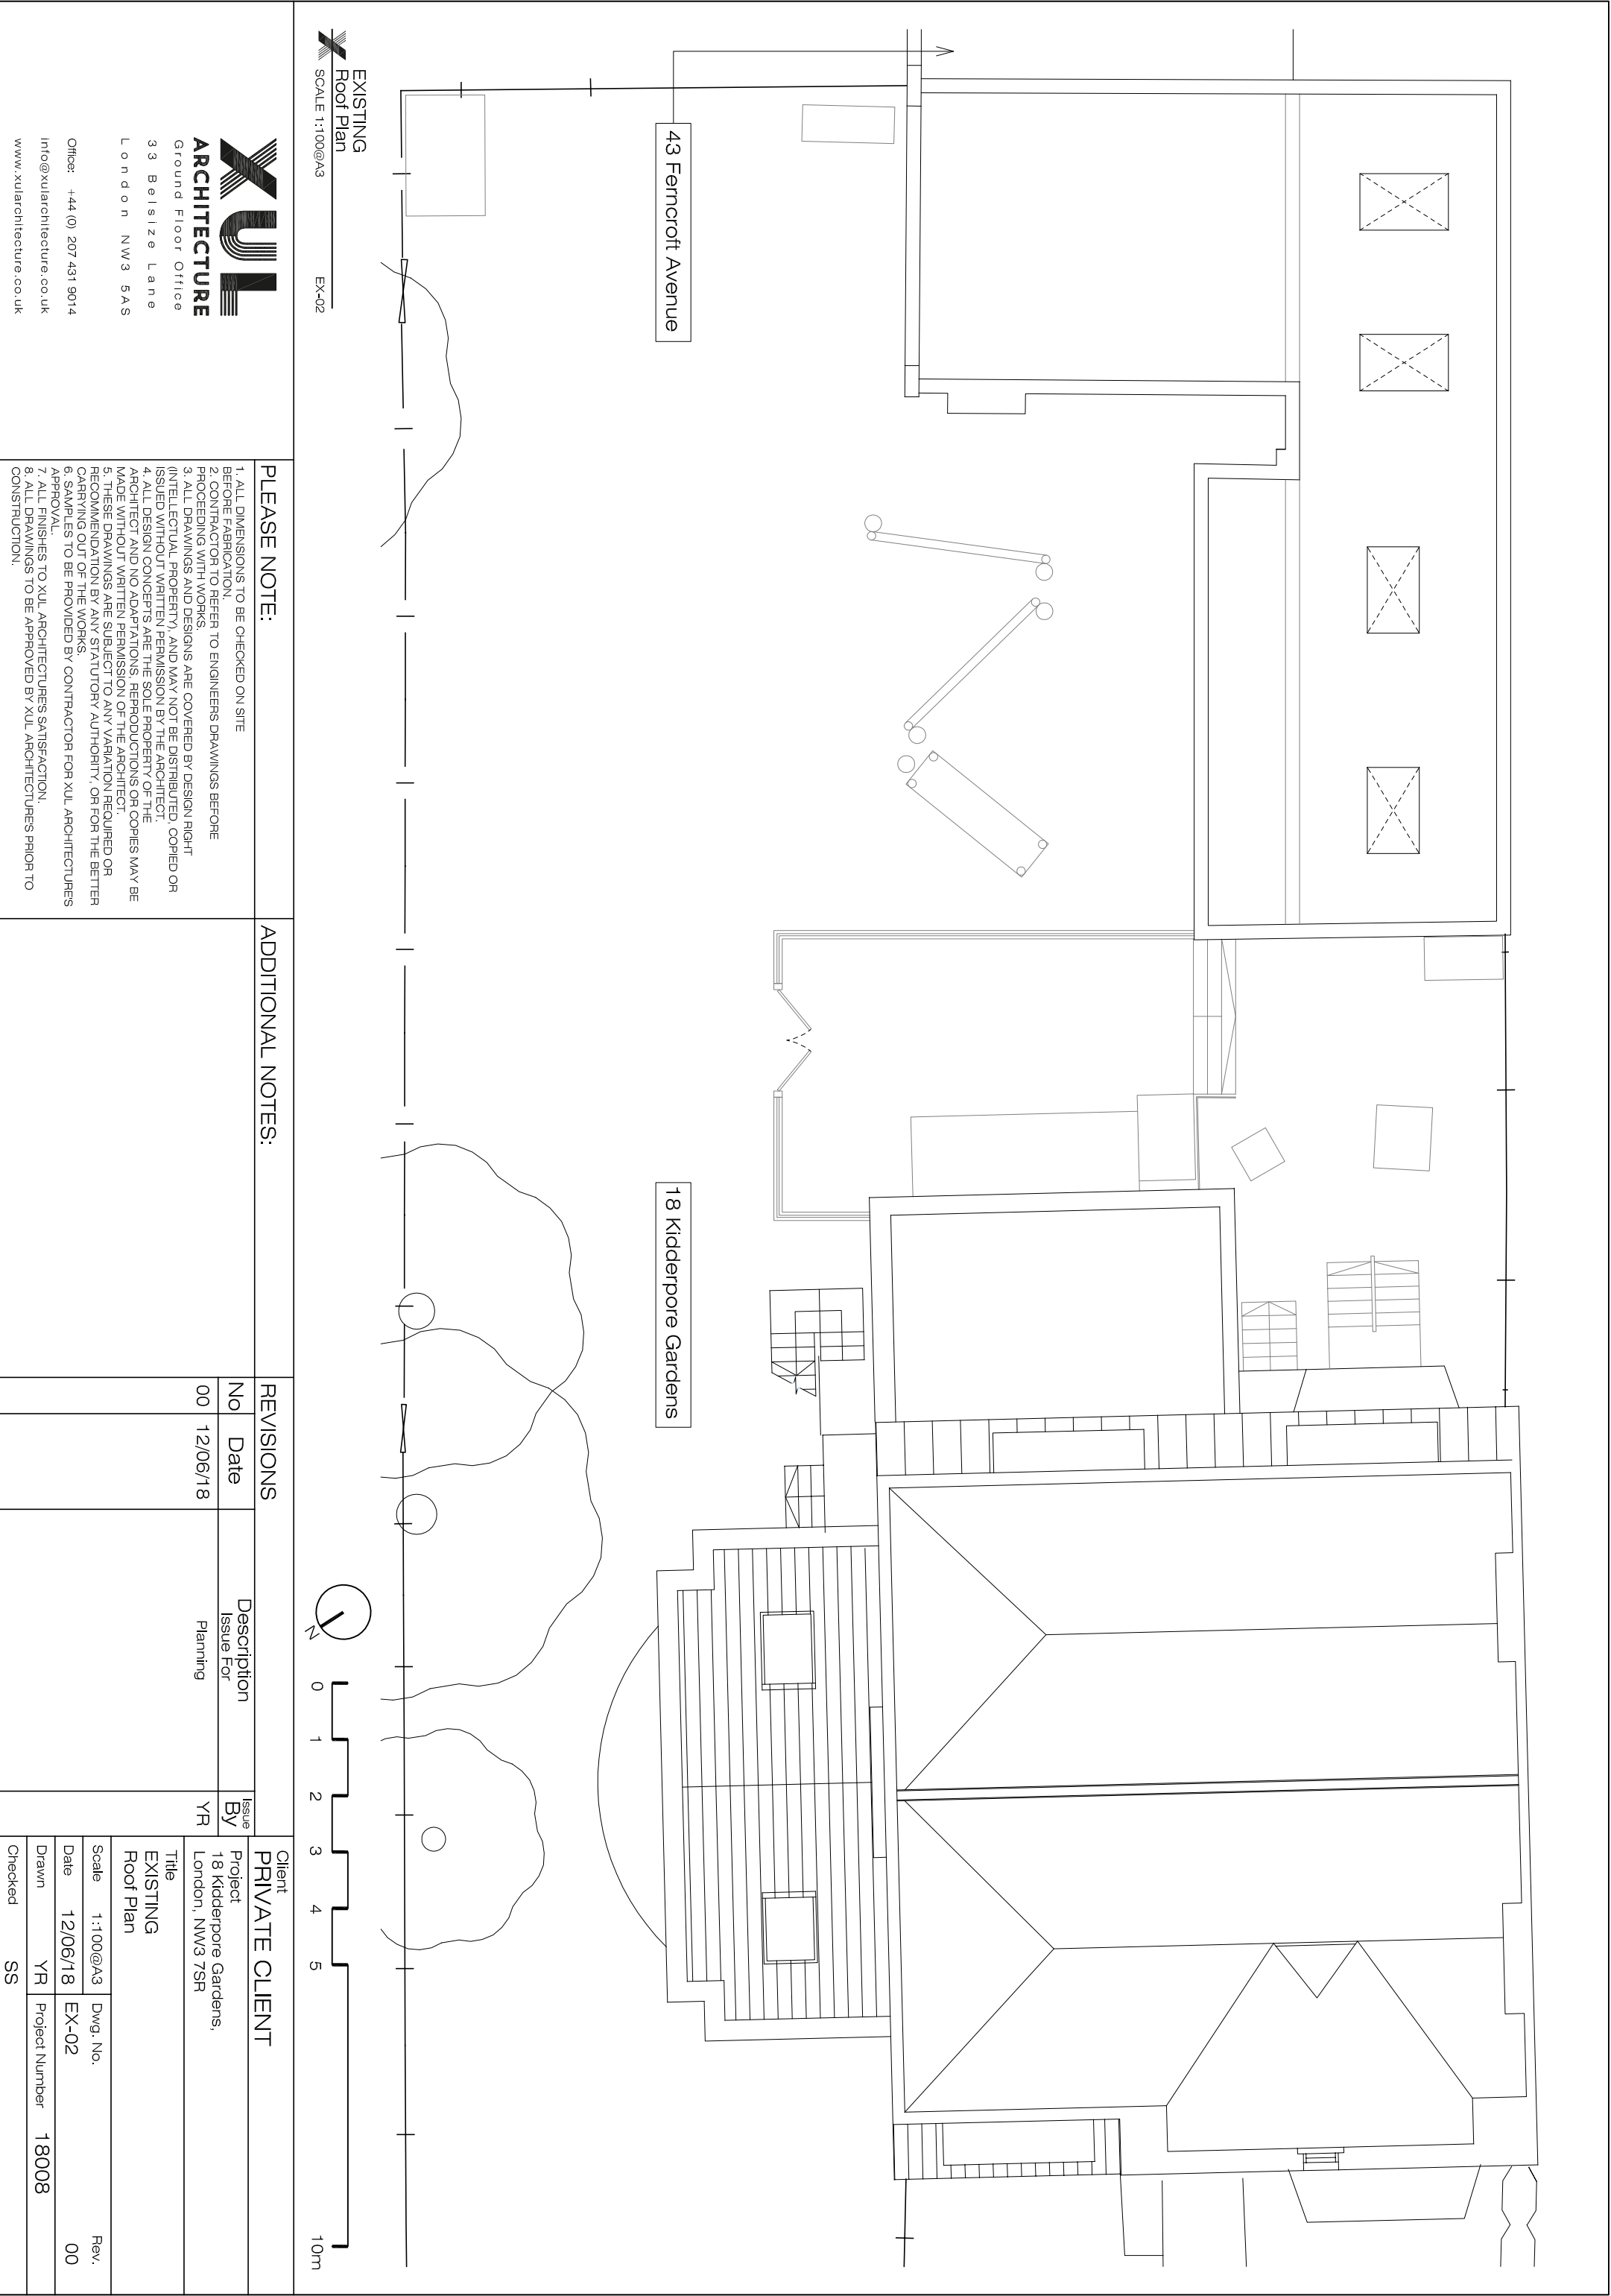 43 Ferncroft Avenue
18 Kidderpore Gardens
EXISTING
Roof Plan
SCALE 1:100@A3 EX-02
N
0 1 2 3 4 5 10m
XUL
ARCHITECTURE
Ground Floor Office
33 Belsize Lane
London NW3 5AS
Office: +44 (0) 207 431 9014
info@xularchitecture.co.uk
www.xularchitecture.co.uk
PLEASE NOTE:
1. ALL DIMENSIONS TO BE CHECKED ON SITE
BEFORE FABRICATION.
2. CONTRACTOR TO REFER TO ENGINEERS DRAWINGS BEFORE
PROCEEDING WITH WORKS.
3. ALL DRAWINGS AND DESIGNS ARE COVERED BY DESIGN RIGHT
(INTELLECTUAL PROPERTY), AND MAY NOT BE DISTRIBUTED, COPIED OR
ISSUED WITHOUT WRITTEN PERMISSION BY THE ARCHITECT.
4. ALL DESIGN CONCEPTS ARE THE SOLE PROPERTY OF THE
ARCHITECT AND NO ADAPTATIONS, REPRODUCTIONS OR COPIES MAY BE
MADE WITHOUT WRITTEN PERMISSION OF THE ARCHITECT.
5. THESE DRAWINGS ARE SUBJECT TO ANY VARIATION REQUIRED OR
RECOMMENDATION BY ANY STATUTORY AUTHORITY, OR FOR THE BETTER
CARRYING OUT OF THE WORKS.
6. SAMPLES TO BE PROVIDED BY CONTRACTOR FOR XUL ARCHITECTURE'S
APPROVAL.
7. ALL FINISHES TO XUL ARCHITECTURE'S SATISFACTION.
8. ALL DRAWINGS TO BE APPROVED BY XUL ARCHITECTURE'S PRIOR TO
CONSTRUCTION.
ADDITIONAL NOTES:
REVISIONS
No Date Description Issue For Issue By
00 12/06/18 Planning YR
Client
PRIVATE CLIENT
Project
18 Kidderpore Gardens,
London, NW3 7SR
Title
EXISTING
Roof Plan
Scale 1:100@A3 Dwg. No. Rev.
Date 12/06/18 EX-02 00
Drawn YR Project Number 18008
Checked SS